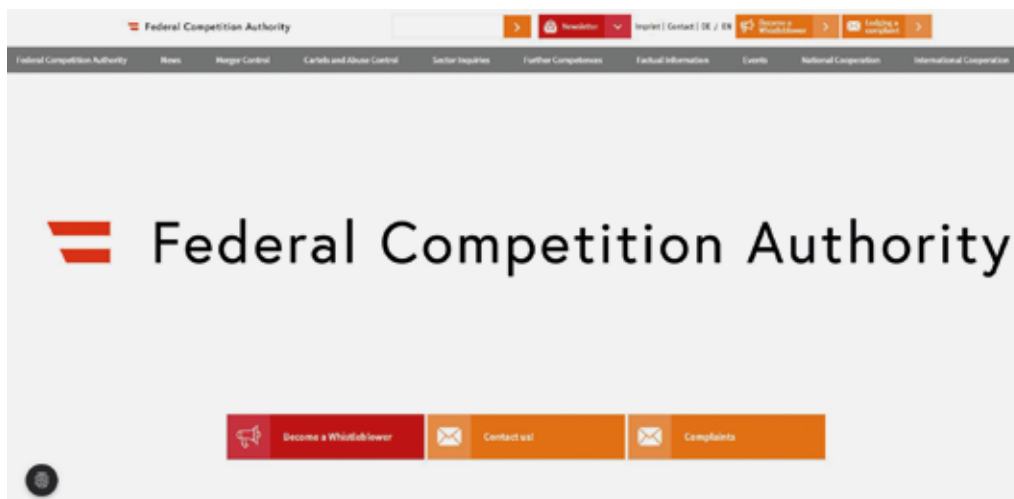 Federal Competition Authority
Newsletter
Imprint | Contact | DE / EN
Become a
Whistleblower
Lodging a
complaint
Federal Competition Authority News Merger Control Cartels and Abuse Control Sector Inquiries Further Competences Factual Information Events National Cooperation International Cooperation
Federal Competition Authority
Become a Whistleblower
Contact us!
Complaints